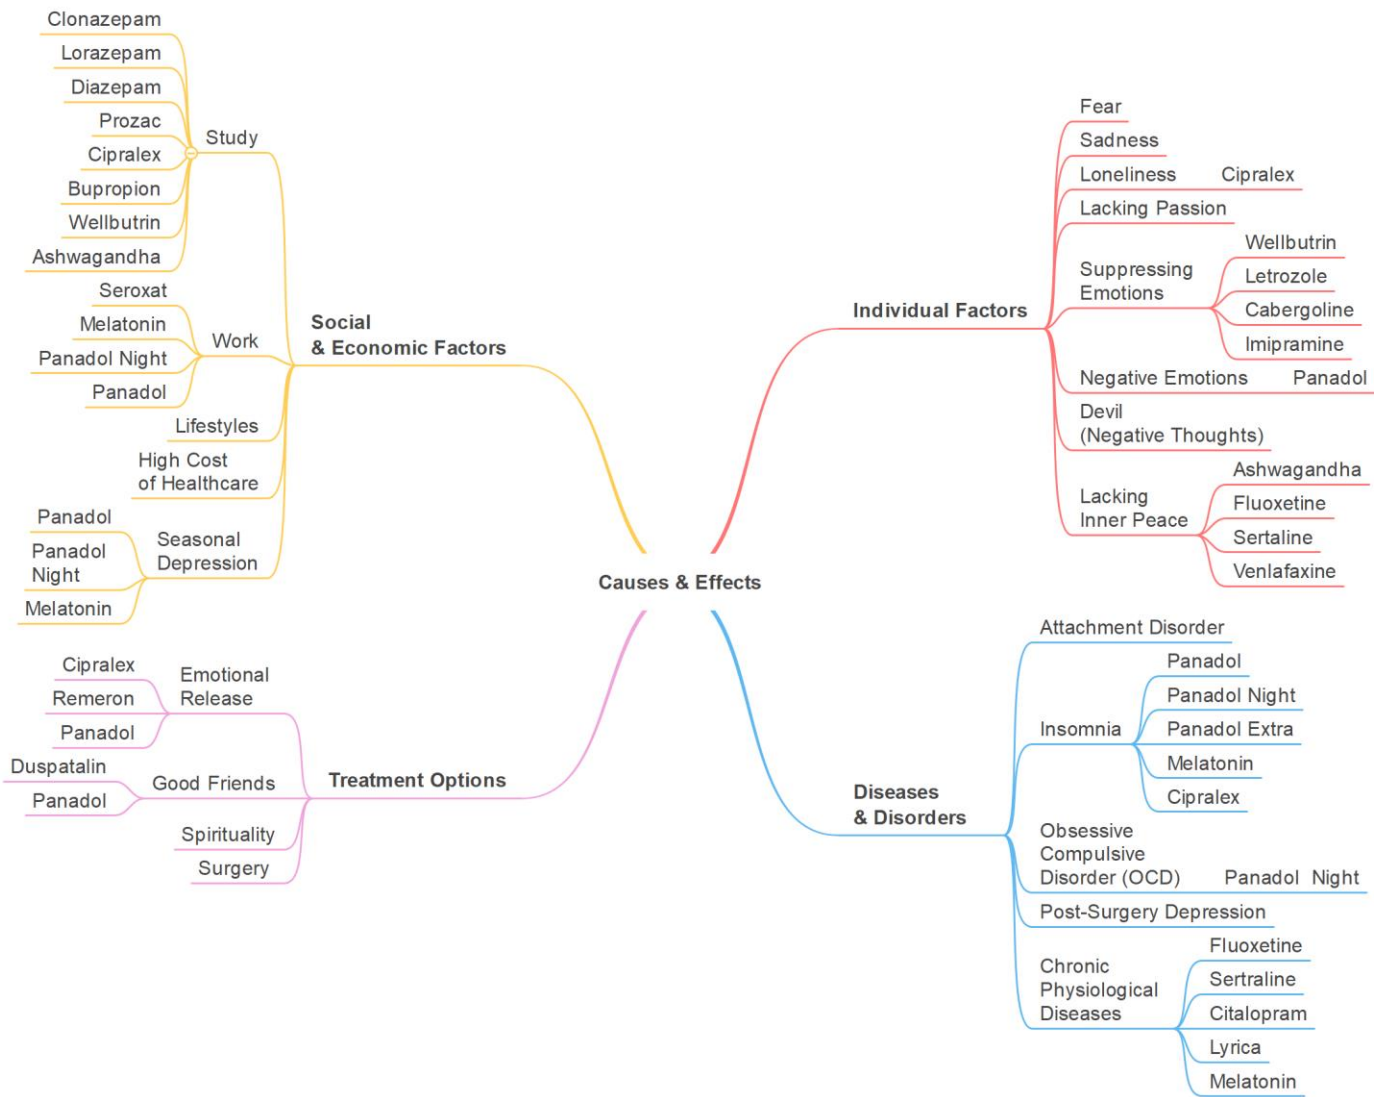 Causes & Effects
Social
& Economic Factors
Study
Clonazepam
Lorazepam
Diazepam
Prozac
Cipralex
Bupropion
Wellbutrin
Ashwagandha
Work
Seroxat
Melatonin
Panadol Night
Panadol
Lifestyles
High Cost
of Healthcare
Seasonal
Depression
Panadol
Panadol
Night
Melatonin
Treatment Options
Emotional
Release
Cipralex
Remeron
Panadol
Good Friends
Duspatalin
Panadol
Spirituality
Surgery
Individual Factors
Fear
Sadness
Loneliness
Cipralex
Lacking Passion
Suppressing
Emotions
Wellbutrin
Letrozole
Cabergoline
Imipramine
Negative Emotions
Panadol
Devil
(Negative Thoughts)
Lacking
Inner Peace
Ashwagandha
Fluoxetine
Sertaline
Venlafaxine
Diseases
& Disorders
Attachment Disorder
Insomnia
Panadol
Panadol Night
Panadol Extra
Melatonin
Cipralex
Obsessive
Compulsive
Disorder (OCD)
Panadol Night
Post-Surgery Depression
Chronic
Physiological
Diseases
Fluoxetine
Sertraline
Citalopram
Lyrica
Melatonin